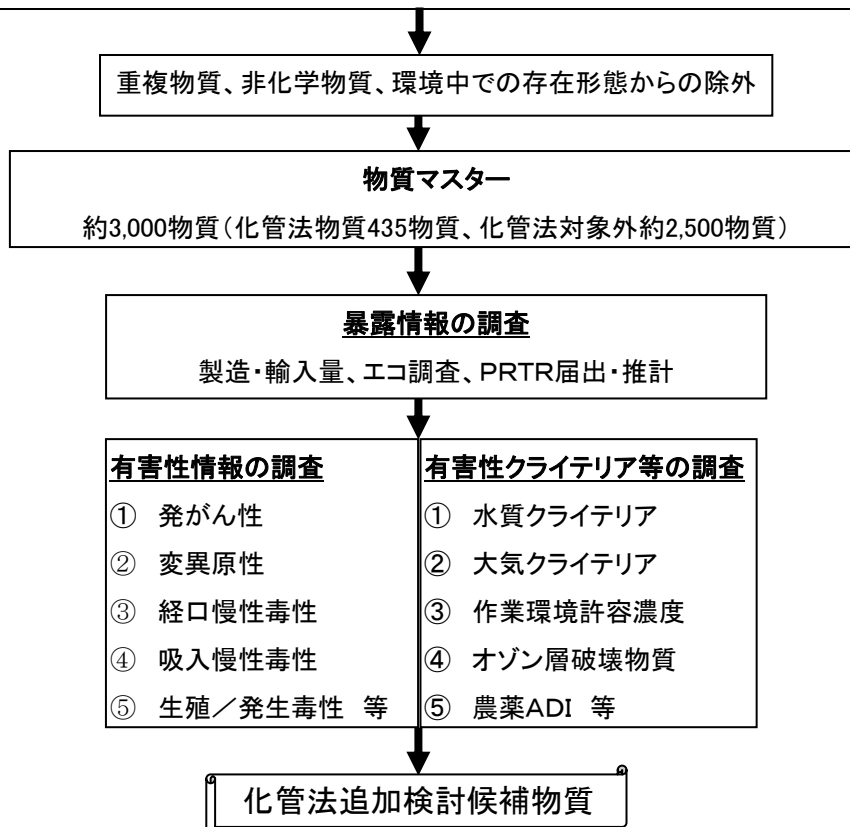 重複物質、非化学物質、環境中での存在形態からの除外
物質マスター
約3,000物質(化管法物質435物質、化管法対象外約2,500物質)
暴露情報の調査
製造・輸入量、エコ調査、PRTR届出・推計
有害性情報の調査
① 発がん性
② 変異原性
③ 経口慢性毒性
④ 吸入慢性毒性
⑤ 生殖／発生毒性 等
有害性クライテリア等の調査
① 水質クライテリア
② 大気クライテリア
③ 作業環境許容濃度
④ オゾン層破壊物質
⑤ 農薬ADI 等
化管法追加検討候補物質